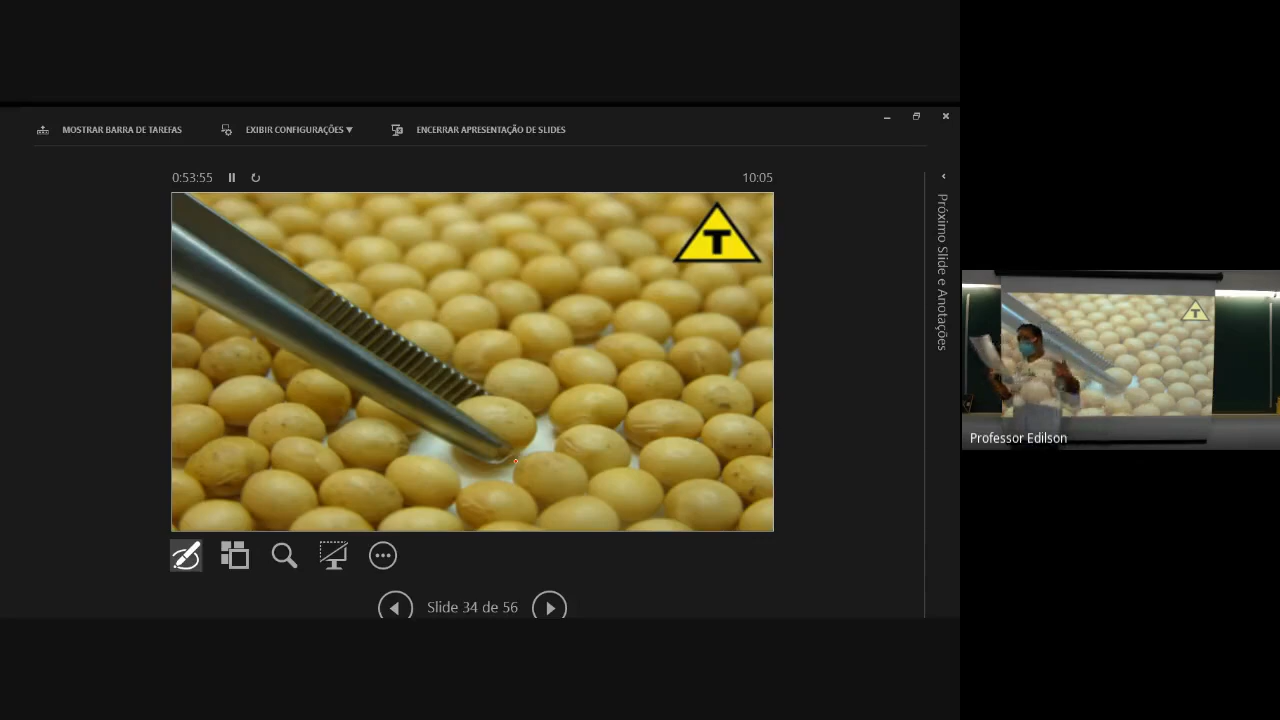 MOSTRAR BARRA DE TAREFAS
EXIBIR CONFIGURAÇÕES ▼
ENCERRAR APRESENTAÇÃO DE SLIDES
0:53:55
10:05
T
Próximo Slide e Anotações
Slide 34 de 56
T
Professor Edilson